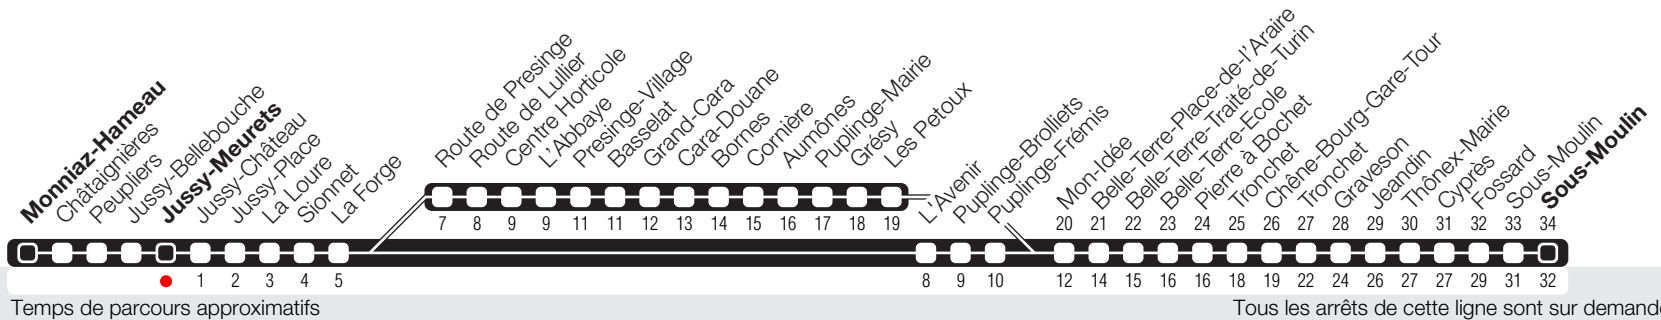 Monniaz-Hameau
Châtaignières
Peupliers
Jussy-Bellebouche
Jussy-Meurets
Jussy-Château
Jussy-Place
La Loure
Sionnet
La Forge
Route de Presinge
Route de Lullier
Centre Horticole
L'Abbaye
Presinge-Village
Basselat
Grand-Cara
Cara-Douane
Bornes
Cornière
Aumônes
Puplinge-Mairie
Grésy
Les Petoux
L'Avenir
Puplinge-Brolliets
Puplinge-Frémis
Mon-Idée
Belle-Terre-Place-de-l'Araire
Belle-Terre-Traité-de-Turin
Belle-Terre-Ecole
Pierre à Bochet
Tronchet
Chêne-Bourg-Gare-Tour
Tronchet
Graveson
Jeandin
Thônex-Mairie
Cyprès
Fossard
Sous-Moulin
Sous-Moulin
7 8 9 9 11 11 12 13 14 15 16 17 18 19
20 21 22 23 24 25 26 27 28 29 30 31 32 33 34
1 2 3 4 5
8 9 10
12 14 15 16 16 18 19 22 24 26 27 27 29 31 32
Temps de parcours approximatifs
Tous les arrêts de cette ligne sont sur demande